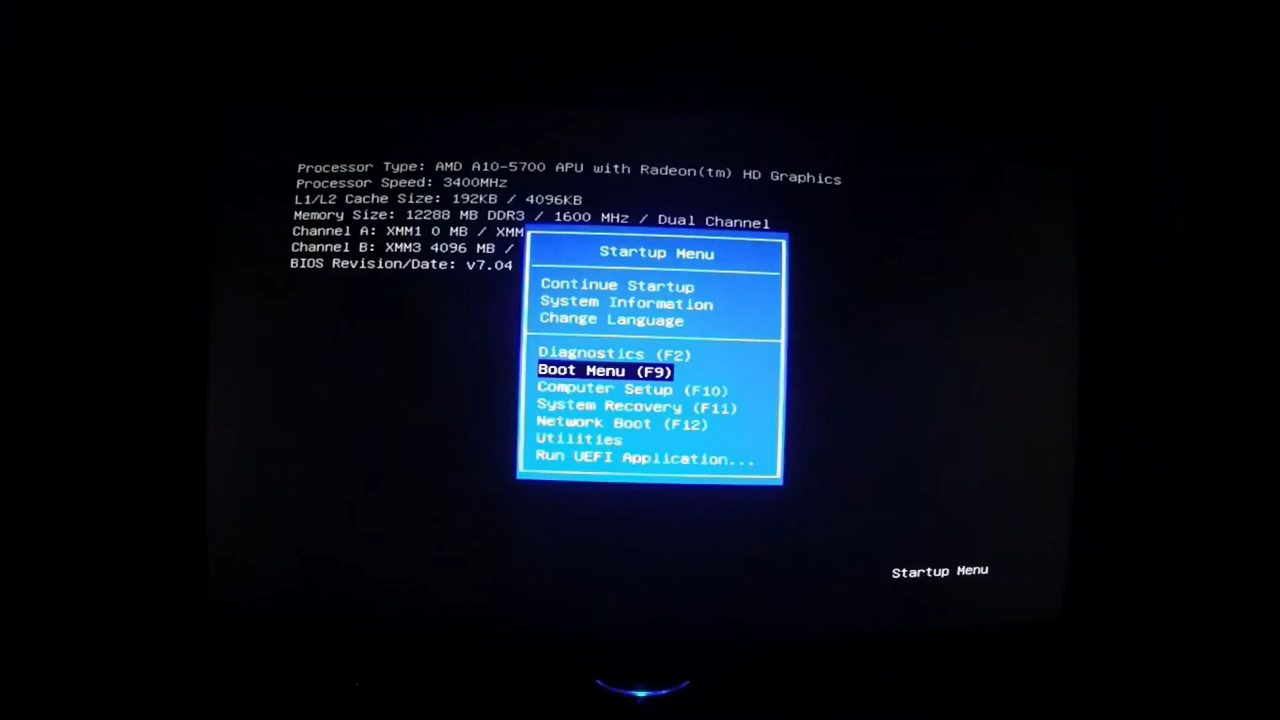 Processor Type: AMD A10-5700 APU with Radeon(tm) HD Graphics
Processor Speed: 3400MHz
L1/L2 Cache Size: 192KB / 4096KB
Memory Size: 12288 MB DDR3 / 1600 MHz / Dual Channel
Channel A: XMM1 0 MB / XMM
Channel B: XMM3 4096 MB /
BIOS Revision/Date: v7.04
Startup Menu
Continue Startup
System Information
Change Language
Diagnostics (F2)
Boot Menu (F9)
Computer Setup (F10)
System Recovery (F11)
Network Boot (F12)
Utilities
Run UEFI Application...
Startup Menu